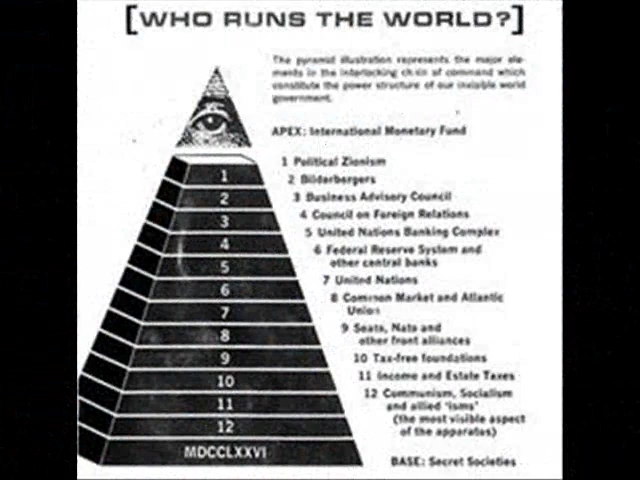 [WHO RUNS THE WORLD?]
The pyramid illustration represents the major ele-
ments in the interlocking chain of command which
constitute the power structure of our invisible world
government.
APEX: International Monetary Fund
1 Political Zionism
2 Bilderbergers
3 Business Advisory Council
4 Council on Foreign Relations
5 United Nations Banking Complex
6 Federal Reserve System and
other central banks
7 United Nations
8 Common Market and Atlantic
Union
9 Seato, Nato and
other front alliances
10 Tax-free foundations
11 Income and Estate Taxes
12 Communism, Socialism
and allied 'isms'
(the most visible aspect
of the apparatus)
BASE: Secret Societies
1
2
3
4
5
6
7
8
9
10
11
12
MDCCLXXVI